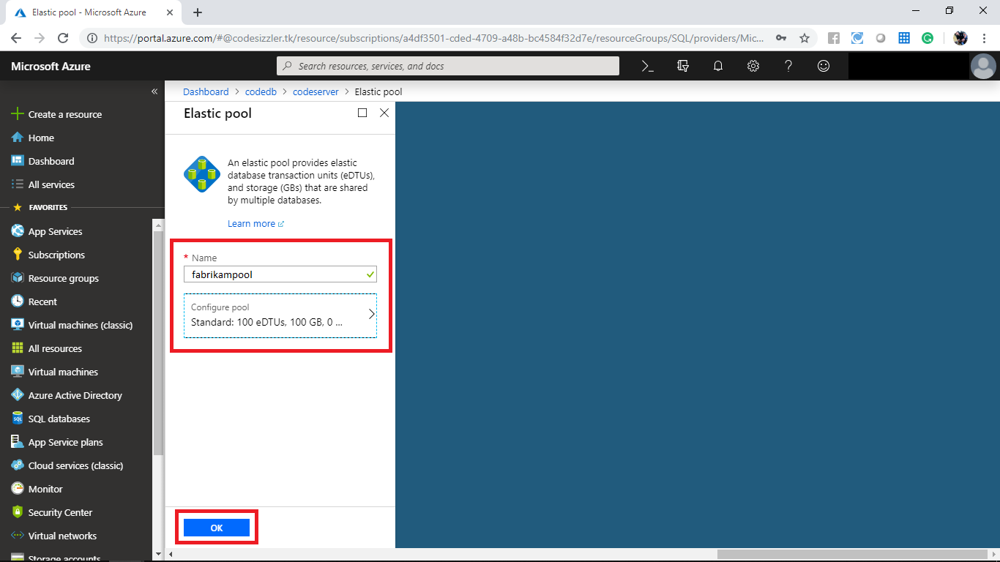 Elastic pool - Microsoft Azure
https://portal.azure.com/#@codesizzler.tk/resource/subscriptions/a4df3501-cded-4709-a48b-bc4584f32d7e/resourceGroups/SQL/providers/Mic...
Microsoft Azure
Search resources, services, and docs
Dashboard > codedb > codeserver > Elastic pool
Create a resource
Home
Dashboard
All services
FAVORITES
App Services
Subscriptions
Resource groups
Recent
Virtual machines (classic)
All resources
Virtual machines
Azure Active Directory
SQL databases
App Service plans
Cloud services (classic)
Monitor
Security Center
Virtual networks
Storage accounts
Elastic pool
An elastic pool provides elastic
database transaction units (eDTUs),
and storage (GBs) that are shared
by multiple databases.
Learn more
* Name
fabrikampool
Configure pool
Standard: 100 eDTUs, 100 GB, 0 ...
OK